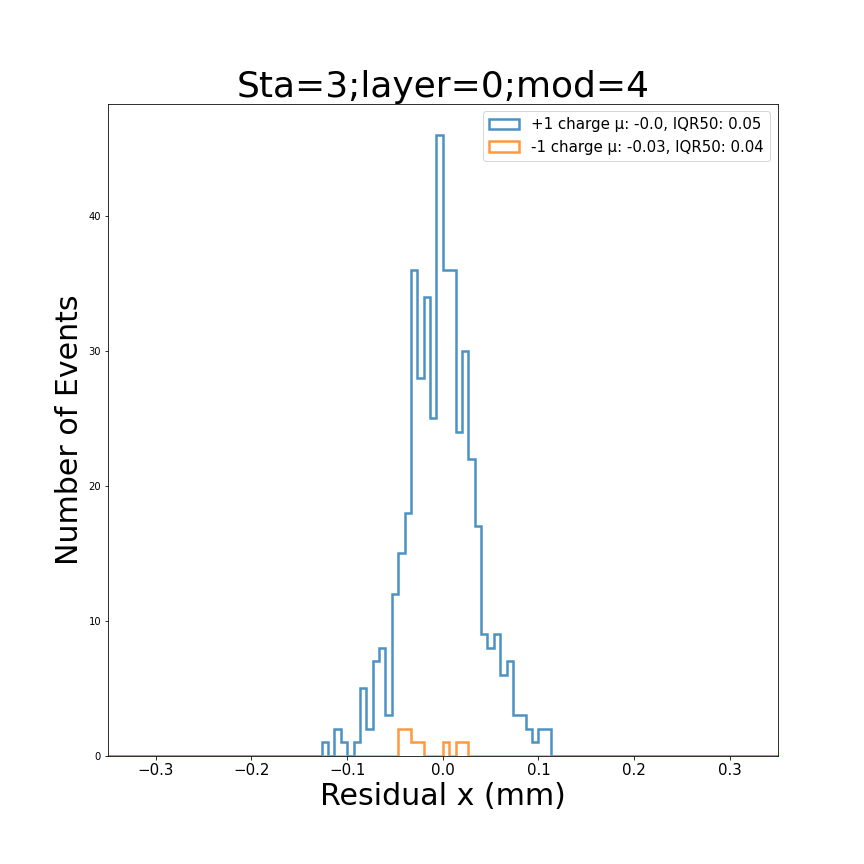 Sta=3;layer=0;mod=4
+1 charge μ: -0.0, IQR50: 0.05
-1 charge μ: -0.03, IQR50: 0.04
Number of Events
40
30
20
10
0
−0.3 −0.2 −0.1 0.0 0.1 0.2 0.3
Residual x (mm)